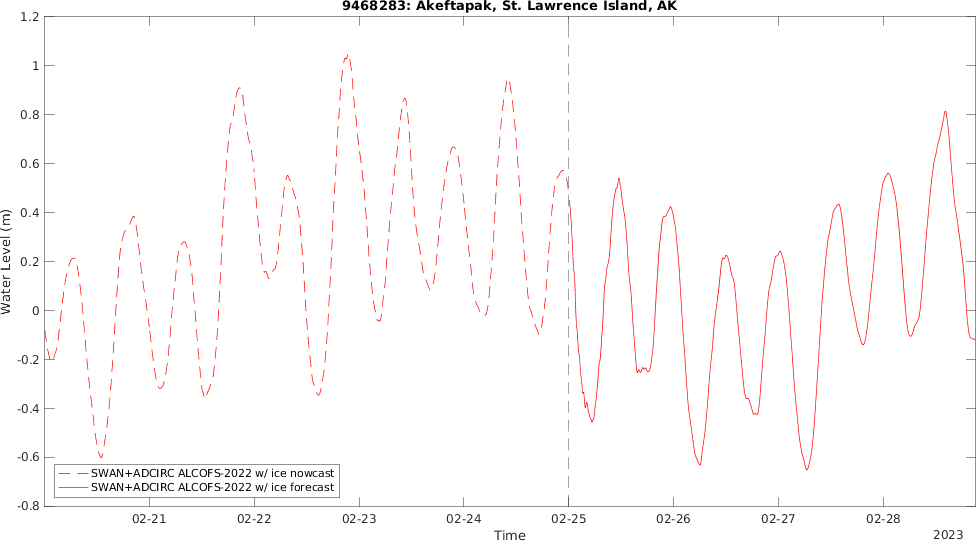 9468283: Akeftapak, St. Lawrence Island, AK
1.2
1
0.8
0.6
0.4
0.2
0
-0.2
-0.4
-0.6
-0.8
Water Level (m)
SWAN+ADCIRC ALCOFS-2022 w/ ice nowcast
SWAN+ADCIRC ALCOFS-2022 w/ ice forecast
02-21 02-22 02-23 02-24 02-25 02-26 02-27 02-28
Time
2023